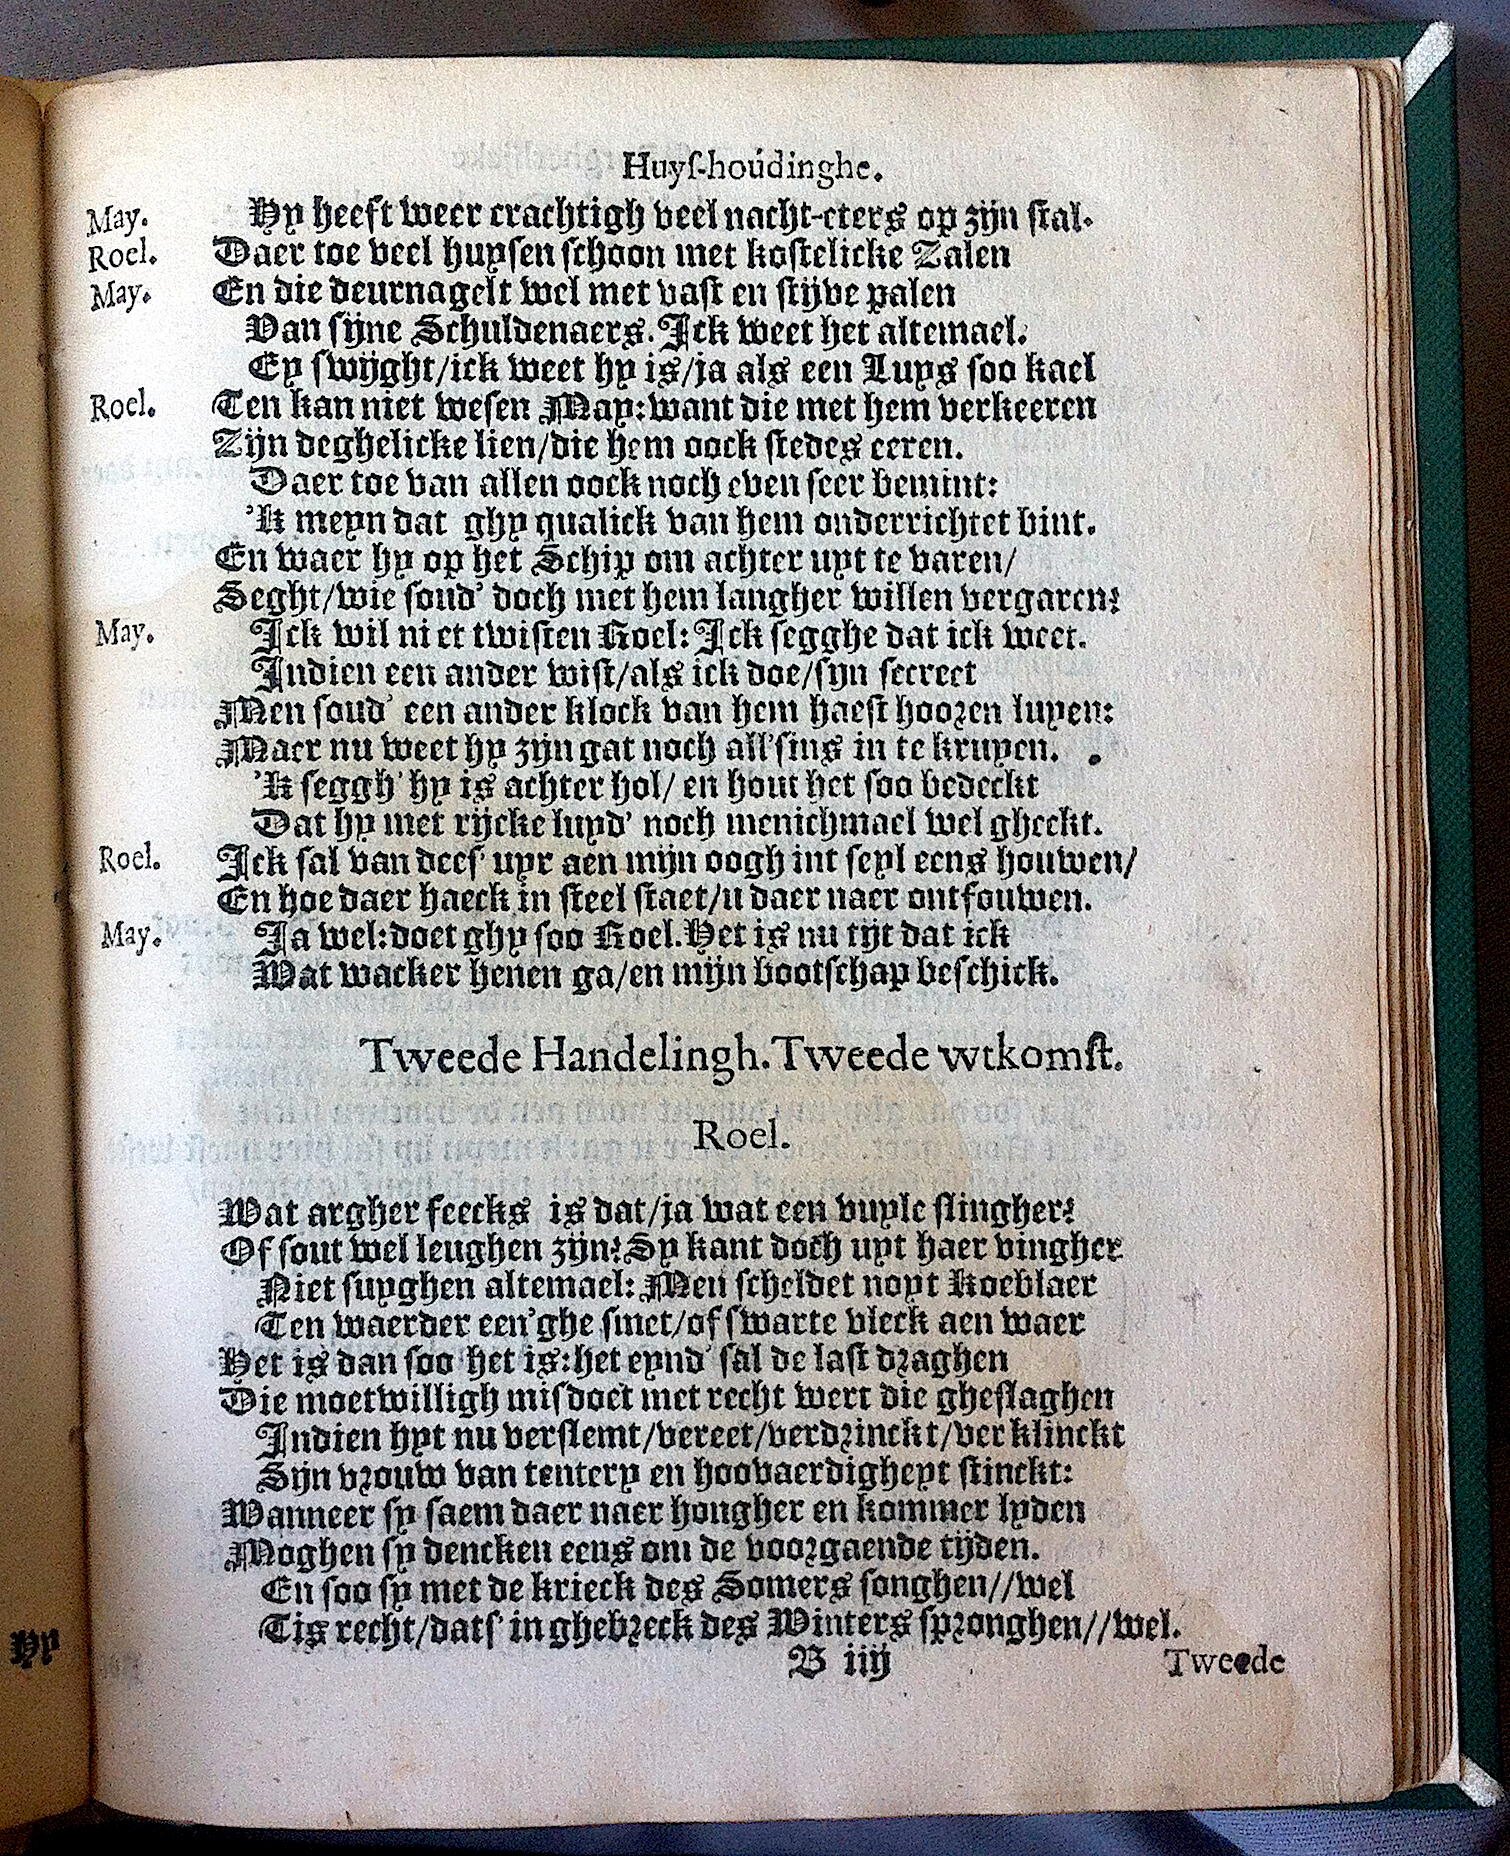 Huyſ-houdinghe.
May. Hy heeft weer crachtigh veel nacht-eters op zijn ſtal.
Roel. Daer toe veel huyſen ſchoon met koſtelicke Zalen
May. En die deurnagelt wel met vaſt en ſtijve palen
Van ſijne Schuldenaers. Ick weet het altemael.
Ey ſwijght/ick weet hy is/ja als een Luys ſoo kael
Roel. Ten kan niet weſen May: want die met hem verkeeren
Zijn deghelicke lien/die hem oock ſtedes eeren.
Daer toe van allen oock noch even ſeer bemint:
'K meyn dat ghy qualick van hem onderrichtet bint.
En waer hy op het Schip om achter uyt te varen/
Seght/wie ſoud' doch met hem langher willen vergaren?
May. Ick wil niet twiſten Roel: Ick ſegghe dat ick weet.
Indien een ander wiſt/als ick doe/ſyn ſecreet
Men ſoud' een ander klock van hem haeſt hooren luyen:
Maer nu weet hy zijn gat noch all'ſins in te kruyen.
'K ſeggh' hy is achter hol/ en hout het ſoo bedeckt
Dat hy met rijcke luyd' noch menichmael wel gheckt.
Roel. Ick ſal van deeſ' uyr aen mijn oogh int ſeyl eens houwen/
En hoe daer haeck in ſteel ſtaet/u daer naer ontfouwen.
May. Ja wel: doet ghy ſoo Roel. Het is nu tijt dat ick
Wat wacker henen ga/en mijn bootſchap beſchick.
Tweede Handelingh. Tweede wtkomſt.
Roel.
Wat argher feecks is dat/ja wat een vuyle ſlingher?
Of ſout wel leughen zijn? Sy kant doch uyt haer vingher
Niet ſuyghen altemael: Men ſcheldet noyt Koeblaer
Ten waerder een'ghe ſmet/of ſwarte vleck aen waer
Het is dan ſoo het is: het eynd' ſal de laſt draghen
Die moetwilligh miſdoet met recht wert die gheſlaghen
Indien hyt nu verſlemt/vereet/verdrinckt/verklinckt
Sijn vrouw van tentery en hoovaerdigheyt ſtinckt:
Wanneer ſy ſaem daer naer hongher en kommer lyden
Moghen ſy dencken eens om de voorgaende tijden.
En ſoo ſy met de krieck des Somers ſonghen//wel
Tis recht/datſ' in ghebreck des Winters ſpronghen//wel.
B iiij Tweede
Hy